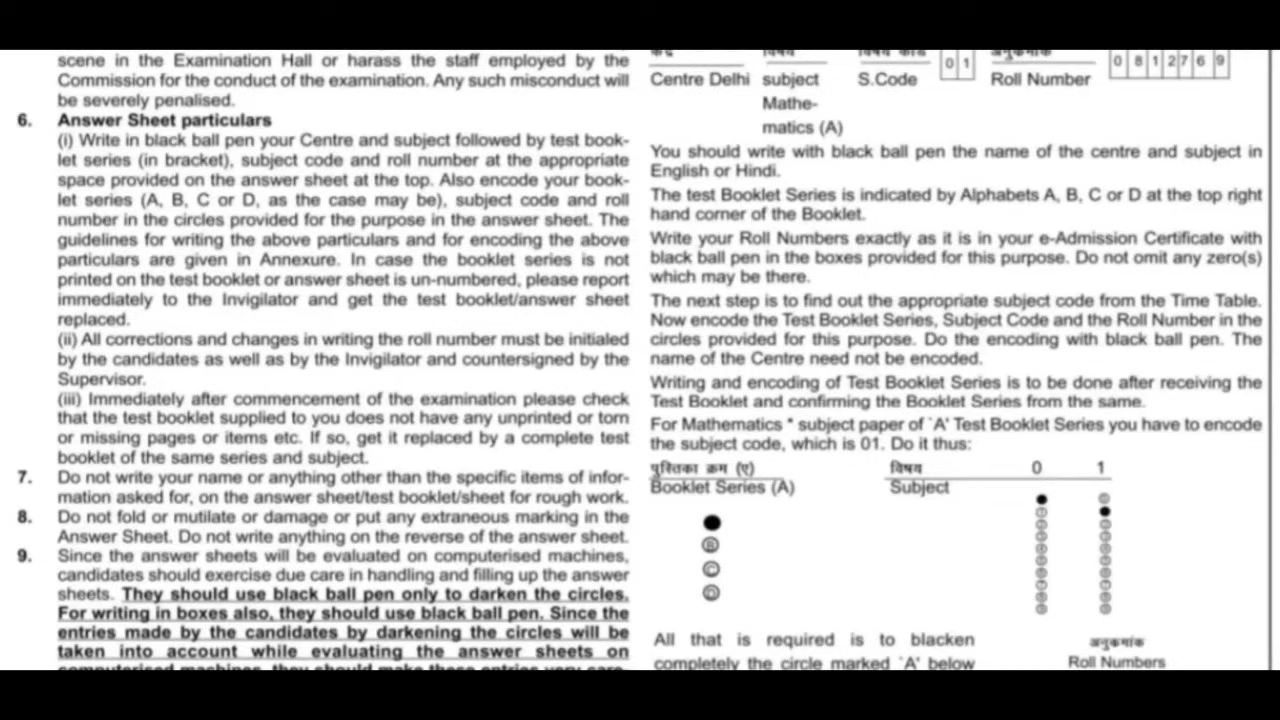 scene in the Examination Hall or harass the staff employed by the
Commission for the conduct of the examination. Any such misconduct will
be severely penalised.
6. Answer Sheet particulars
(i) Write in black ball pen your Centre and subject followed by test book-
let series (in bracket), subject code and roll number at the appropriate
space provided on the answer sheet at the top. Also encode your book-
let series (A, B, C or D, as the case may be), subject code and roll
number in the circles provided for the purpose in the answer sheet. The
guidelines for writing the above particulars and for encoding the above
particulars are given in Annexure. In case the booklet series is not
printed on the test booklet or answer sheet is un-numbered, please report
immediately to the Invigilator and get the test booklet/answer sheet
replaced.
(ii) All corrections and changes in writing the roll number must be initialed
by the candidates as well as by the Invigilator and countersigned by the
Supervisor.
(iii) Immediately after commencement of the examination please check
that the test booklet supplied to you does not have any unprinted or torn
or missing pages or items etc. If so, get it replaced by a complete test
booklet of the same series and subject.
7. Do not write your name or anything other than the specific items of infor-
mation asked for, on the answer sheet/test booklet/sheet for rough work.
8. Do not fold or mutilate or damage or put any extraneous marking in the
Answer Sheet. Do not write anything on the reverse of the answer sheet.
9. Since the answer sheets will be evaluated on computerised machines,
candidates should exercise due care in handling and filling up the answer
sheets. They should use black ball pen only to darken the circles.
For writing in boxes also, they should use black ball pen. Since the
entries made by the candidates by darkening the circles will be
taken into account while evaluating the answer sheets on
computerised machines, they should make these entries very care-
केंद्र विषय विषय कोड 0 1 अनुक्रमांक 0 8 1 2 7 6 9
Centre Delhi subject S.Code Roll Number
Mathe-
matics (A)
You should write with black ball pen the name of the centre and subject in
English or Hindi.
The test Booklet Series is indicated by Alphabets A, B, C or D at the top right
hand corner of the Booklet.
Write your Roll Numbers exactly as it is in your e-Admission Certificate with
black ball pen in the boxes provided for this purpose. Do not omit any zero(s)
which may be there.
The next step is to find out the appropriate subject code from the Time Table.
Now encode the Test Booklet Series, Subject Code and the Roll Number in the
circles provided for this purpose. Do the encoding with black ball pen. The
name of the Centre need not be encoded.
Writing and encoding of Test Booklet Series is to be done after receiving the
Test Booklet and confirming the Booklet Series from the same.
For Mathematics * subject paper of `A' Test Booklet Series you have to encode
the subject code, which is 01. Do it thus:
पुस्तिका क्रम (ए) विषय 0 1
Booklet Series (A) Subject
B
C
D
All that is required is to blacken
completely the circle marked `A' below
अनुक्रमांक
Roll Numbers